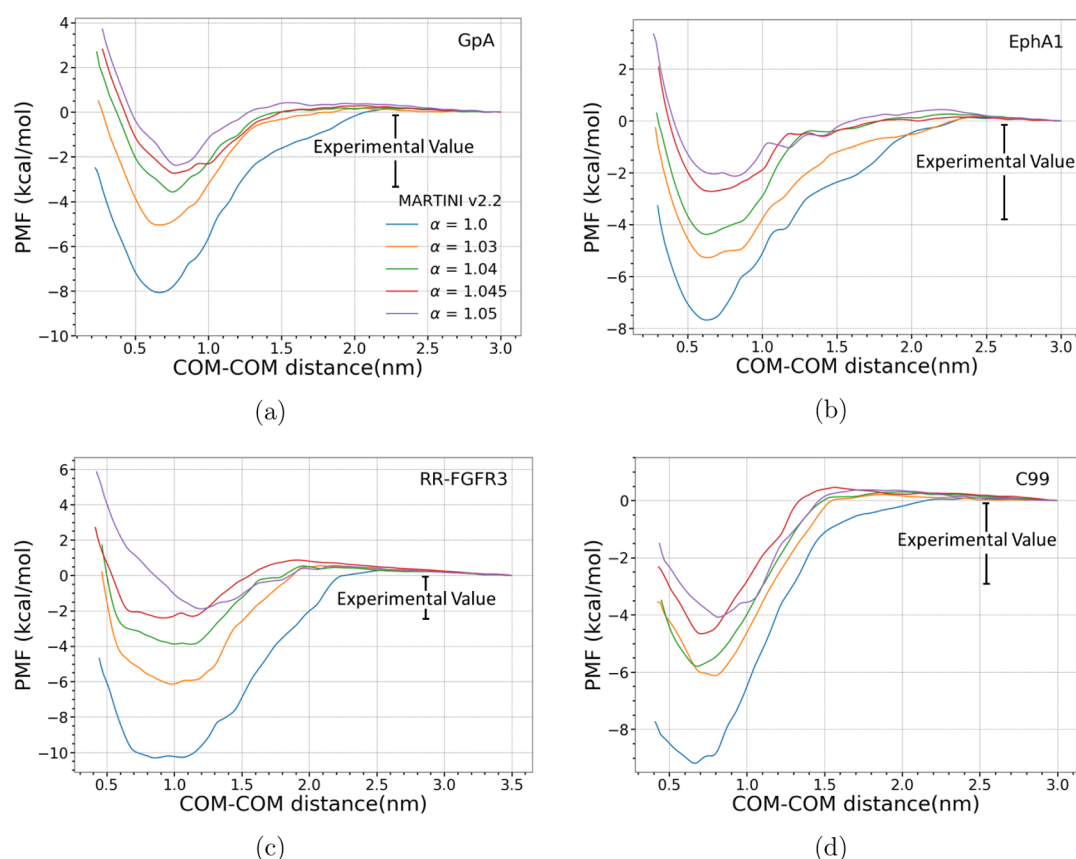 GpA
4
2
0
−2
−4
−6
−8
−10
PMF (kcal/mol)
Experimental Value
MARTINI v2.2
α = 1.0
α = 1.03
α = 1.04
α = 1.045
α = 1.05
0.5 1.0 1.5 2.0 2.5 3.0
COM-COM distance(nm)
(a)
EphA1
2
0
−2
−4
−6
−8
PMF (kcal/mol)
Experimental Value
0.5 1.0 1.5 2.0 2.5 3.0
COM-COM distance(nm)
(b)
RR-FGFR3
6
4
2
0
−2
−4
−6
−8
−10
PMF (kcal/mol)
Experimental Value
0.5 1.0 1.5 2.0 2.5 3.0 3.5
COM-COM distance(nm)
(c)
C99
0
−2
−4
−6
−8
PMF (kcal/mol)
Experimental Value
0.5 1.0 1.5 2.0 2.5 3.0
COM-COM distance(nm)
(d)